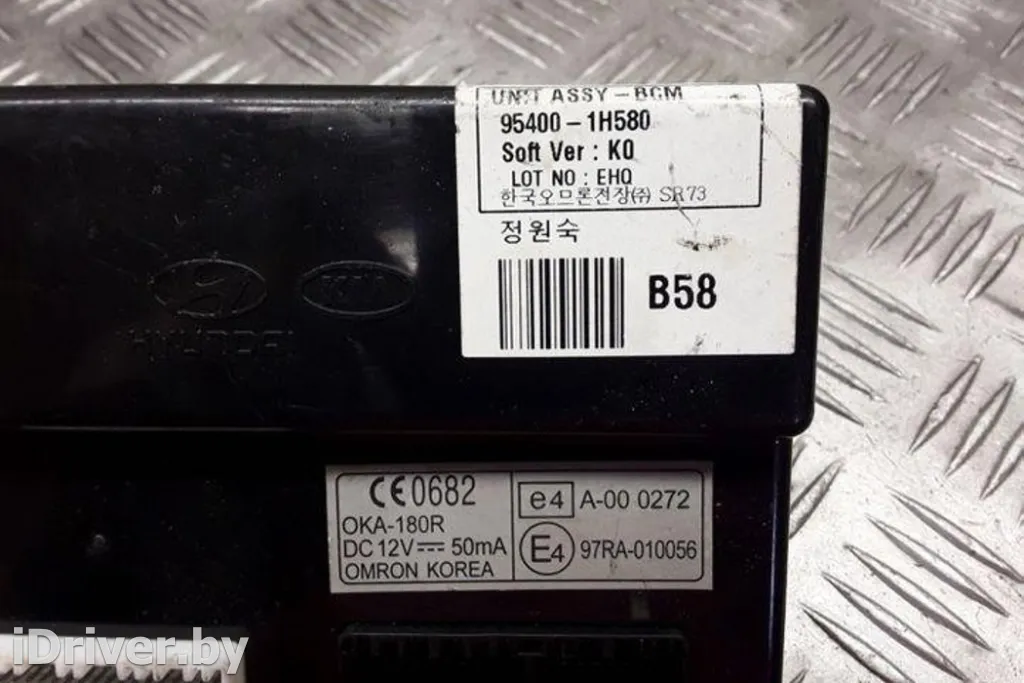 UNIT ASSY-BCM
95400-1H580
Soft Ver : K0
LOT NO : EHQ
한국오므론전장(주) SR73
정원숙
B58
HYUNDAI
CE0682
OKA-180R
DC 12V 50mA
OMRON KOREA
e4 A-00 0272
E4 97RA-010056
iDriver.by